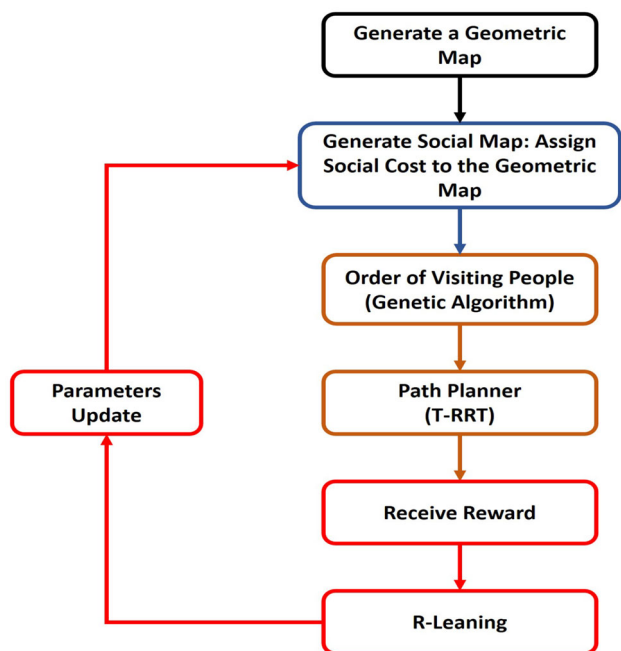 Generate a Geometric
Map
Generate Social Map: Assign
Social Cost to the Geometric
Map
Order of Visiting People
(Genetic Algorithm)
Parameters
Update
Path Planner
(T-RRT)
Receive Reward
R-Leaning